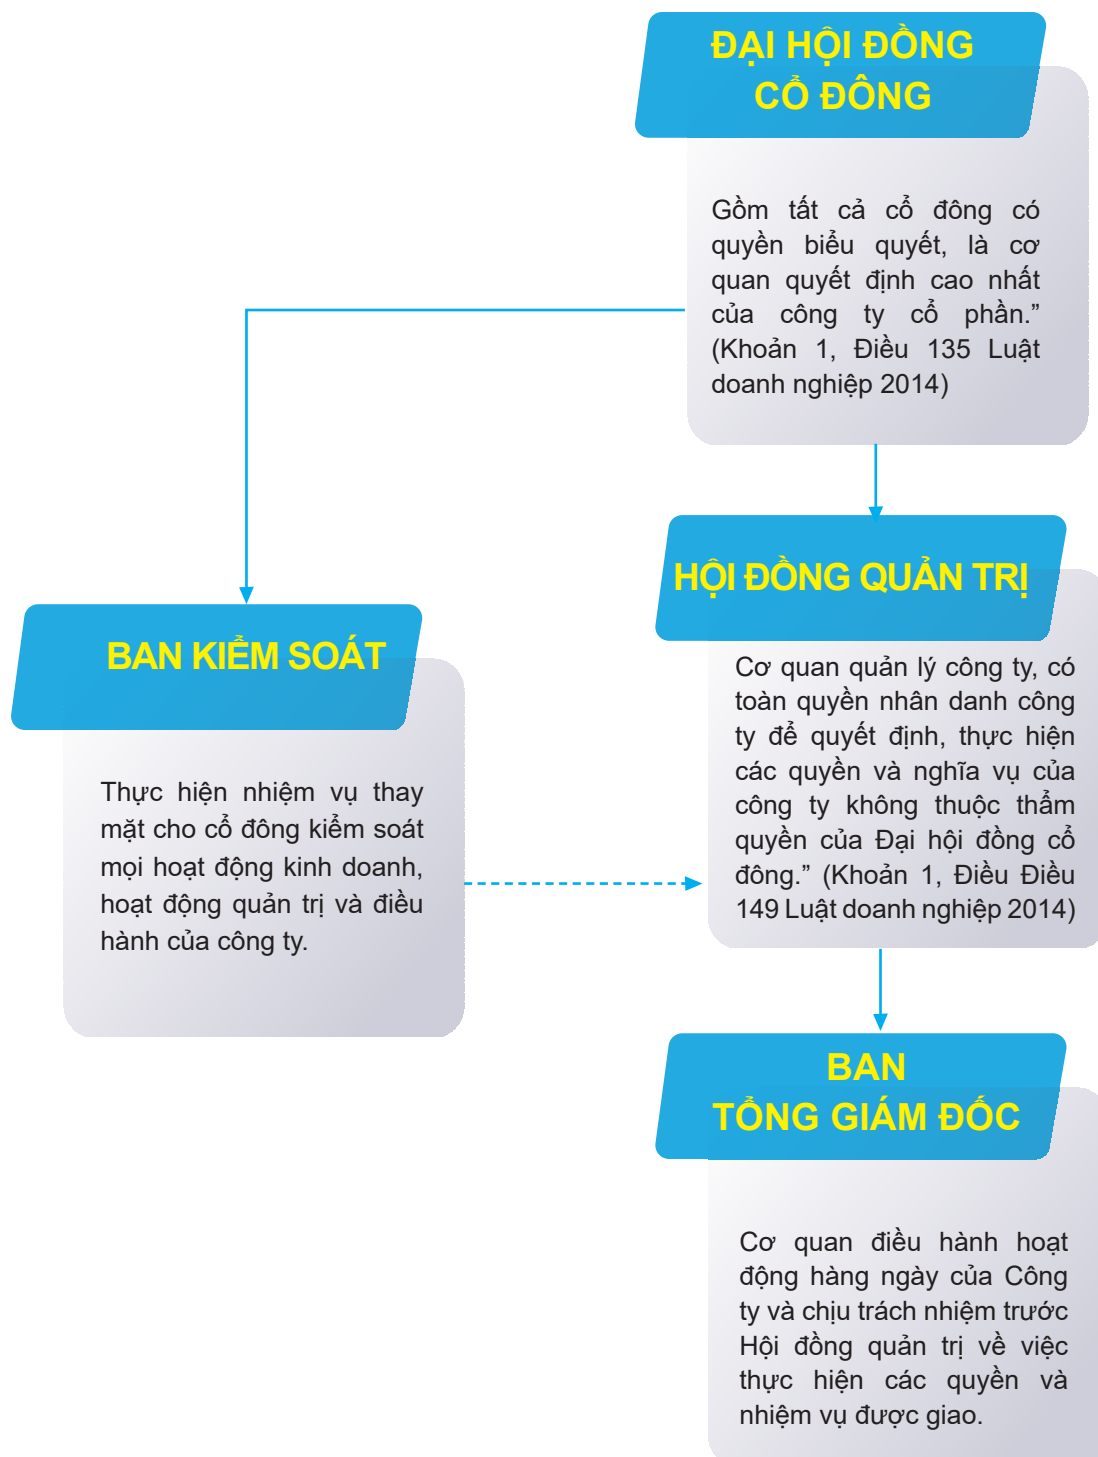 ĐẠI HỘI ĐỒNG
CỔ ĐÔNG
Gồm tất cả cổ đông có
quyền biểu quyết, là cơ
quan quyết định cao nhất
của công ty cổ phần.”
(Khoản 1, Điều 135 Luật
doanh nghiệp 2014)
HỘI ĐỒNG QUẢN TRỊ
Cơ quan quản lý công ty, có
toàn quyền nhân danh công
ty để quyết định, thực hiện
các quyền và nghĩa vụ của
công ty không thuộc thẩm
quyền của Đại hội đồng cổ
đông.” (Khoản 1, Điều Điều
149 Luật doanh nghiệp 2014)
BAN KIỂM SOÁT
Thực hiện nhiệm vụ thay
mặt cho cổ đông kiểm soát
mọi hoạt động kinh doanh,
hoạt động quản trị và điều
hành của công ty.
BAN
TỔNG GIÁM ĐỐC
Cơ quan điều hành hoạt
động hàng ngày của Công
ty và chịu trách nhiệm trước
Hội đồng quản trị về việc
thực hiện các quyền và
nhiệm vụ được giao.